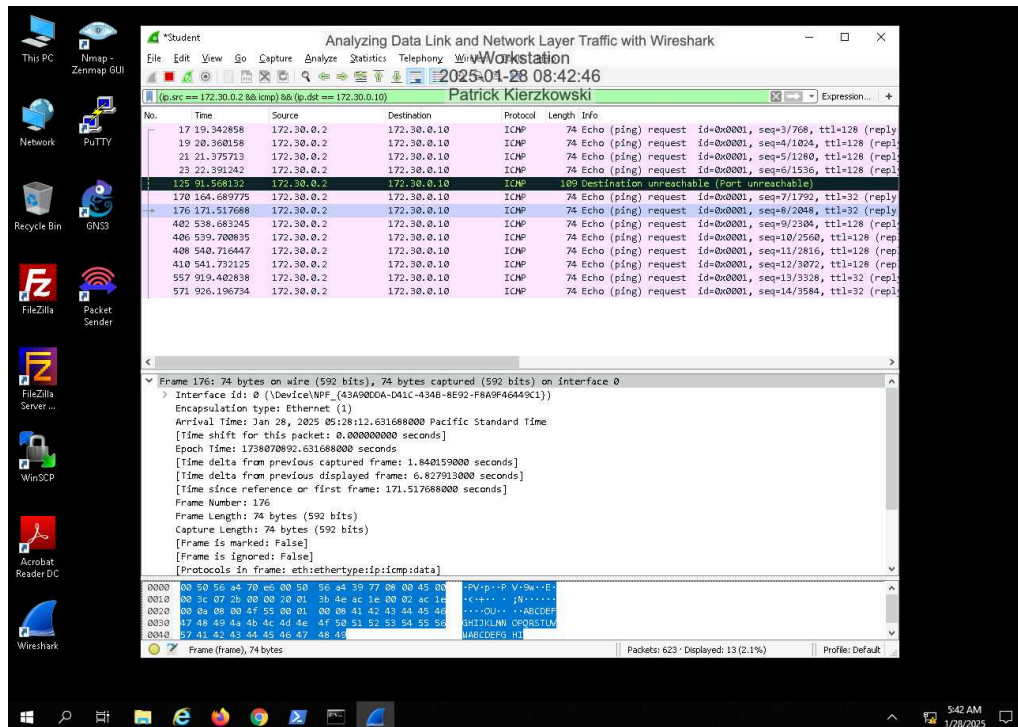 This PC
Nmap -
Zenmap GUI
Network
PuTTY
Recycle Bin
GNS3
FileZilla
Packet
Sender
FileZilla
Server ...
WinSCP
Acrobat
Reader DC
Wireshark
*Student
Analyzing Data Link and Network Layer Traffic with Wireshark
File Edit View Go Capture Analyze Statistics Telephony
Workstation
2025-01-28 08:42:46
Patrick Kierzkowski
(ip.src == 172.30.0.2 && icmp) && (ip.dst == 172.30.0.10)
Expression... +
No. Time Source Destination Protocol Length Info
17 19.342858 172.30.0.2 172.30.0.10 ICMP 74 Echo (ping) request id=0x0001, seq=3/768, ttl=128 (reply
19 20.360158 172.30.0.2 172.30.0.10 ICMP 74 Echo (ping) request id=0x0001, seq=4/1024, ttl=128 (repl
21 21.375713 172.30.0.2 172.30.0.10 ICMP 74 Echo (ping) request id=0x0001, seq=5/1280, ttl=128 (repl
23 22.391242 172.30.0.2 172.30.0.10 ICMP 74 Echo (ping) request id=0x0001, seq=6/1536, ttl=128 (repl
125 91.568132 172.30.0.2 172.30.0.10 ICMP 109 Destination unreachable (Port unreachable)
170 164.689775 172.30.0.2 172.30.0.10 ICMP 74 Echo (ping) request id=0x0001, seq=7/1792, ttl=32 (reply
176 171.517688 172.30.0.2 172.30.0.10 ICMP 74 Echo (ping) request id=0x0001, seq=8/2048, ttl=32 (reply
402 538.683245 172.30.0.2 172.30.0.10 ICMP 74 Echo (ping) request id=0x0001, seq=9/2304, ttl=128 (repl
406 539.700835 172.30.0.2 172.30.0.10 ICMP 74 Echo (ping) request id=0x0001, seq=10/2560, ttl=128 (rep
408 540.716447 172.30.0.2 172.30.0.10 ICMP 74 Echo (ping) request id=0x0001, seq=11/2816, ttl=128 (rep
410 541.732125 172.30.0.2 172.30.0.10 ICMP 74 Echo (ping) request id=0x0001, seq=12/3072, ttl=128 (rep
557 919.402838 172.30.0.2 172.30.0.10 ICMP 74 Echo (ping) request id=0x0001, seq=13/3328, ttl=32 (repl
571 926.196734 172.30.0.2 172.30.0.10 ICMP 74 Echo (ping) request id=0x0001, seq=14/3584, ttl=32 (repl
Frame 176: 74 bytes on wire (592 bits), 74 bytes captured (592 bits) on interface 0
Interface id: 0 (\Device\NPF_{43A90DDA-D41C-434B-8E92-F8A9F46449C1})
Encapsulation type: Ethernet (1)
Arrival Time: Jan 28, 2025 05:28:12.631688000 Pacific Standard Time
[Time shift for this packet: 0.000000000 seconds]
Epoch Time: 1738070892.631688000 seconds
[Time delta from previous captured frame: 1.840159000 seconds]
[Time delta from previous displayed frame: 6.827913000 seconds]
[Time since reference or first frame: 171.517688000 seconds]
Frame Number: 176
Frame Length: 74 bytes (592 bits)
Capture Length: 74 bytes (592 bits)
[Frame is marked: False]
[Frame is ignored: False]
[Protocols in frame: eth:ethertype:ip:icmp:data]
0000 00 50 56 a4 70 e6 00 50 56 a4 39 77 08 00 45 00 ·PV·p··P V·9w··E·
0010 00 3c 07 2b 00 00 20 01 3b 4e ac 1e 00 02 ac 1e ·<·+·· · ;N······
0020 00 0a 08 00 4f 55 00 01 00 08 41 42 43 44 45 46 ····OU·· ··ABCDEF
0030 47 48 49 4a 4b 4c 4d 4e 4f 50 51 52 53 54 55 56 GHIJKLMN OPQRSTUV
0040 57 41 42 43 44 45 46 47 48 49 WABCDEFG HI
Frame (frame), 74 bytes
Packets: 623 · Displayed: 13 (2.1%)
Profile: Default
5:42 AM
1/28/2025